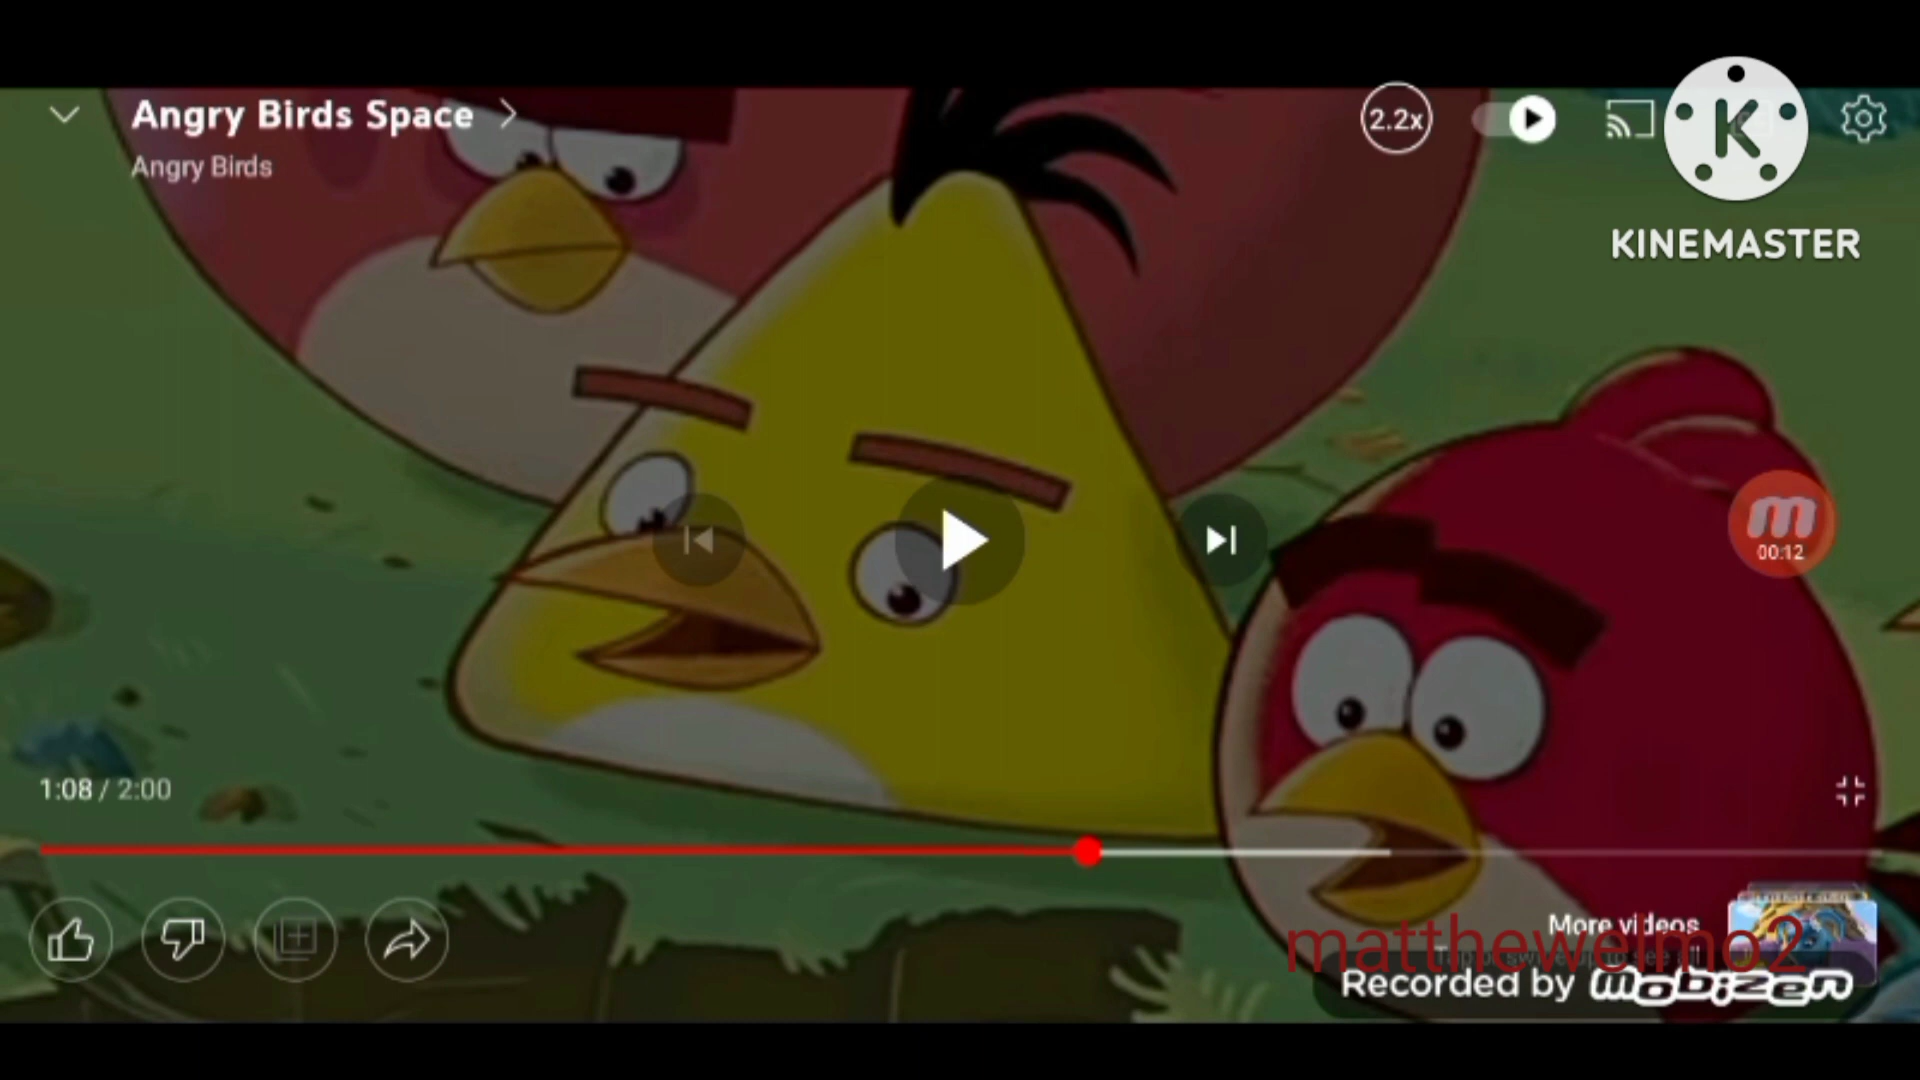 Angry Birds Space
Angry Birds
2.2x
K
KINEMASTER
m
00:12
1:08 / 2:00
More videos
matthewelmo2
Recorded by mobizen